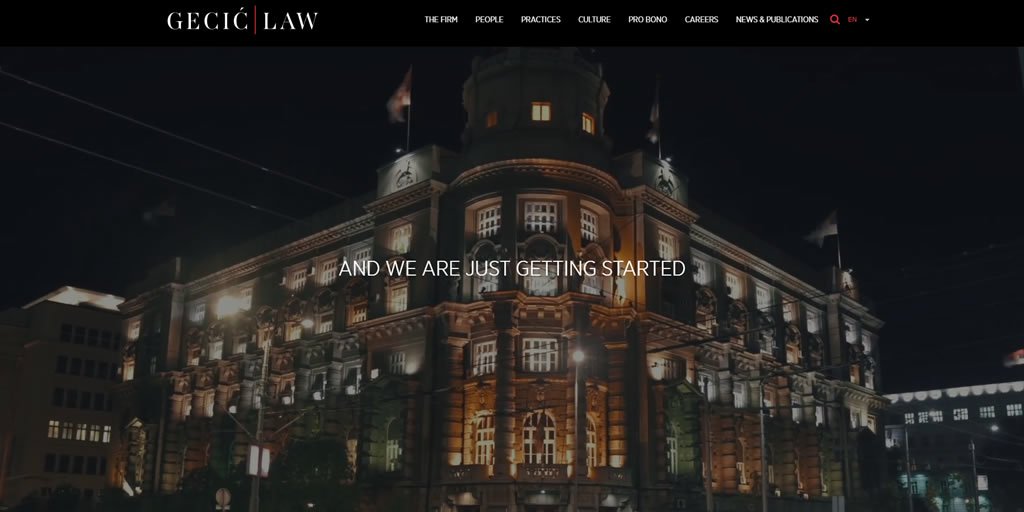 GECIĆ LAW
THE FIRM PEOPLE PRACTICES CULTURE PRO BONO CAREERS NEWS & PUBLICATIONS EN
AND WE ARE JUST GETTING STARTED